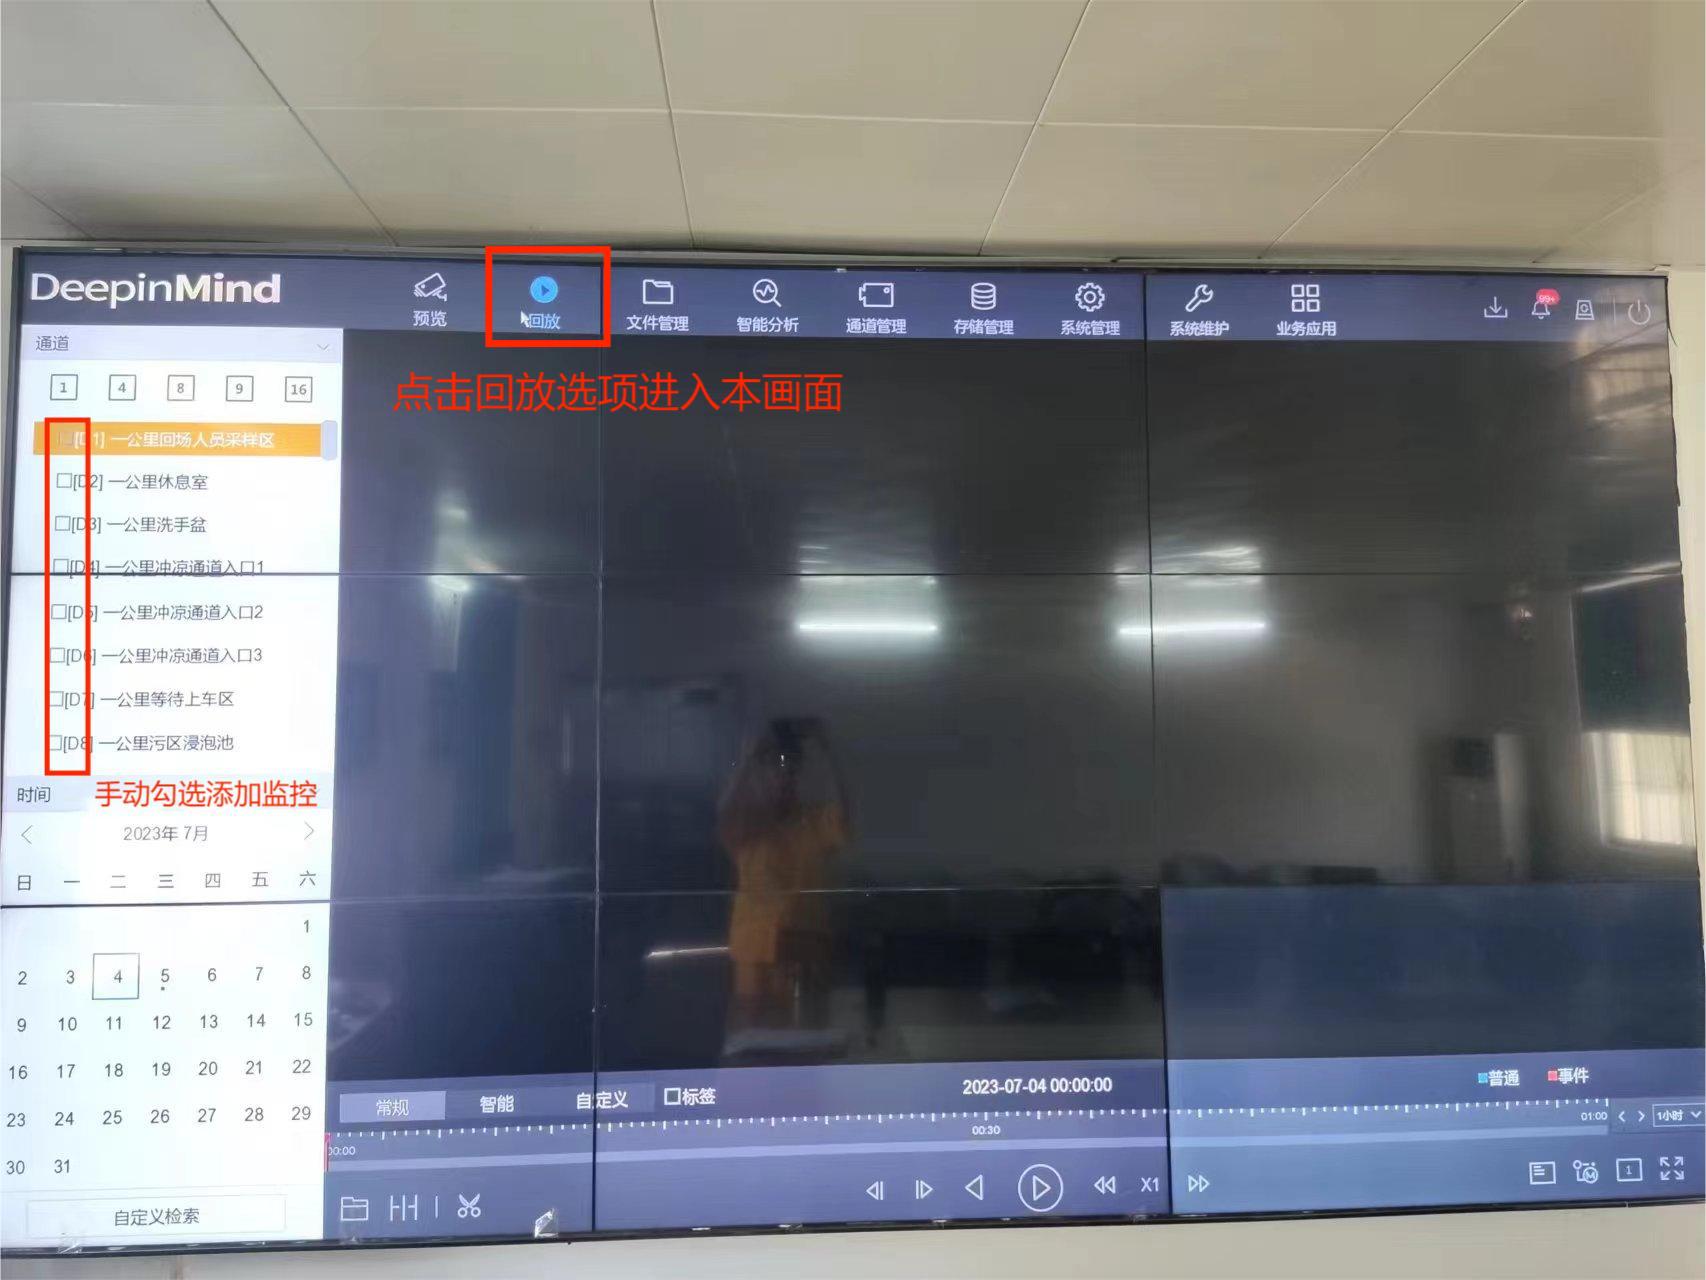 DeepinMind
预览
回放
文件管理
智能分析
通道管理
存储管理
系统管理
系统维护
业务应用
99+
通道
1 4 8 9 16
点击回放选项进入本画面
[D1] 一公里回场人员采样区
[D2] 一公里休息室
[D3] 一公里洗手盆
[D4] 一公里冲凉通道入口1
[D5] 一公里冲凉通道入口2
[D6] 一公里冲凉通道入口3
[D7] 一公里等待上车区
[D8] 一公里污区浸泡池
手动勾选添加监控
时间
2023年 7月
日 一 二 三 四 五 六
1
2 3 4 5 6 7 8
9 10 11 12 13 14 15
16 17 18 19 20 21 22
23 24 25 26 27 28 29
30 31
自定义检索
常规 智能 自定义 标签
2023-07-04 00:00:00
普通 事件
00:00
00:30
01:00
1小时
X1
1